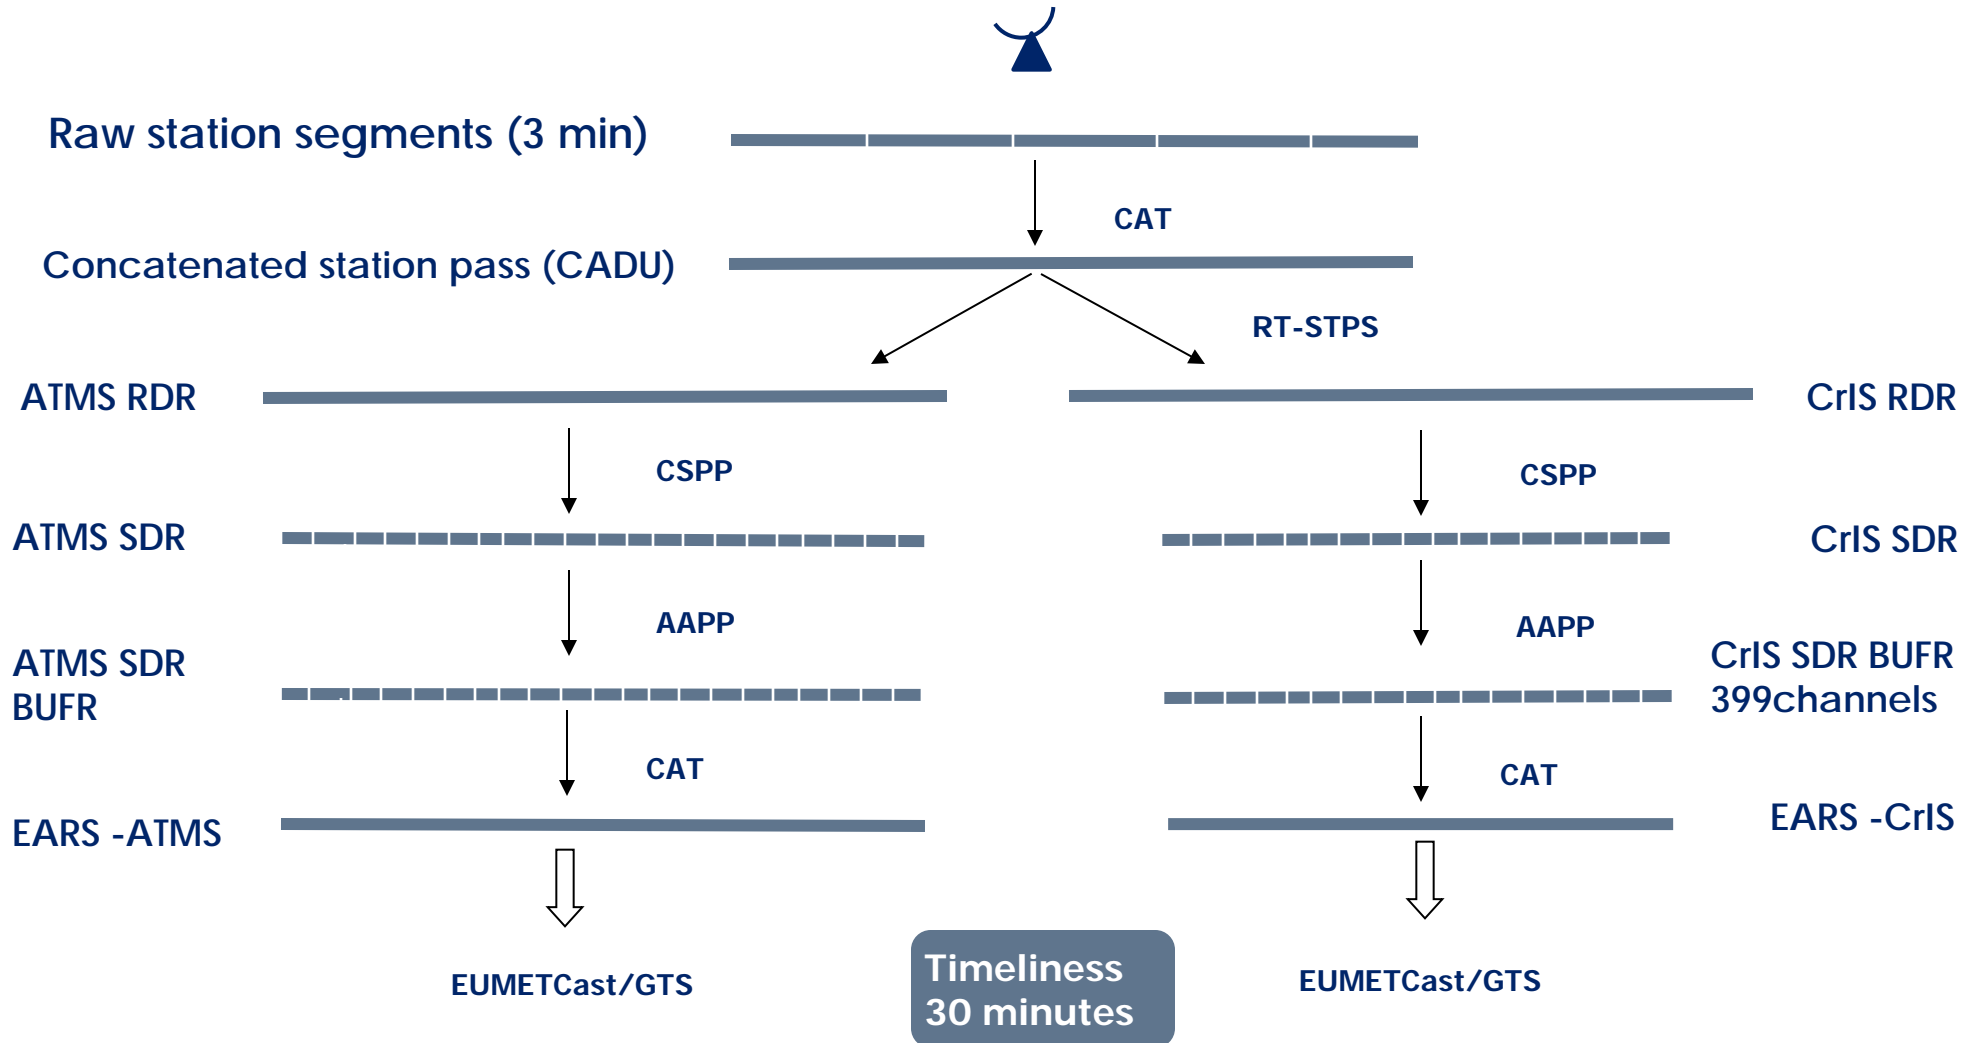 Raw station segments (3 min)
CAT
Concatenated station pass (CADU)
RT-STPS
ATMS RDR
CrIS RDR
CSPP
CSPP
ATMS SDR
CrIS SDR
AAPP
AAPP
ATMS SDR
BUFR
CrIS SDR BUFR
399channels
CAT
CAT
EARS -ATMS
EARS -CrIS
EUMETCast/GTS
Timeliness
30 minutes
EUMETCast/GTS